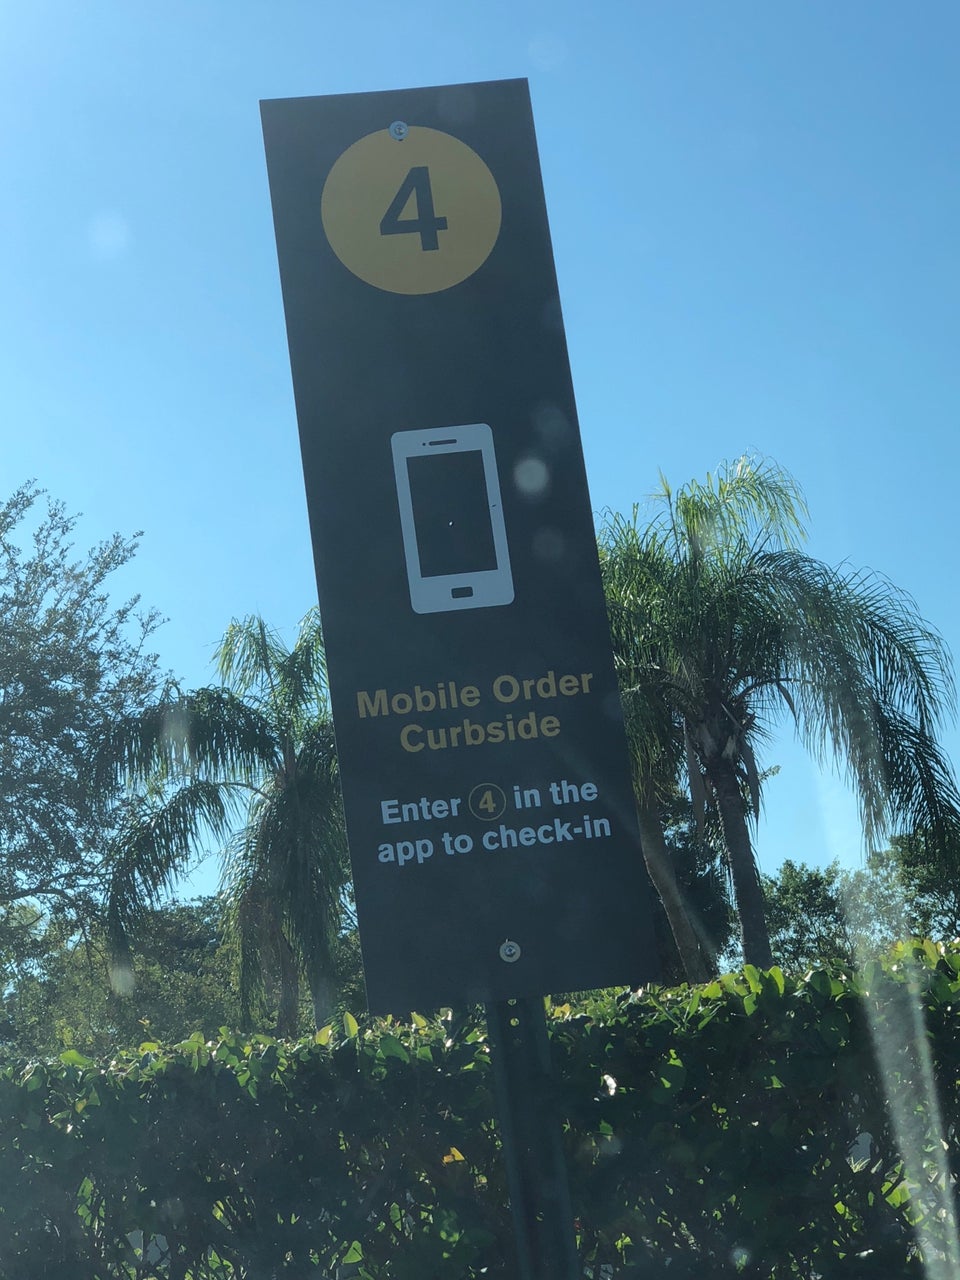 4
Mobile Order
Curbside
Enter 4 in the
app to check-in